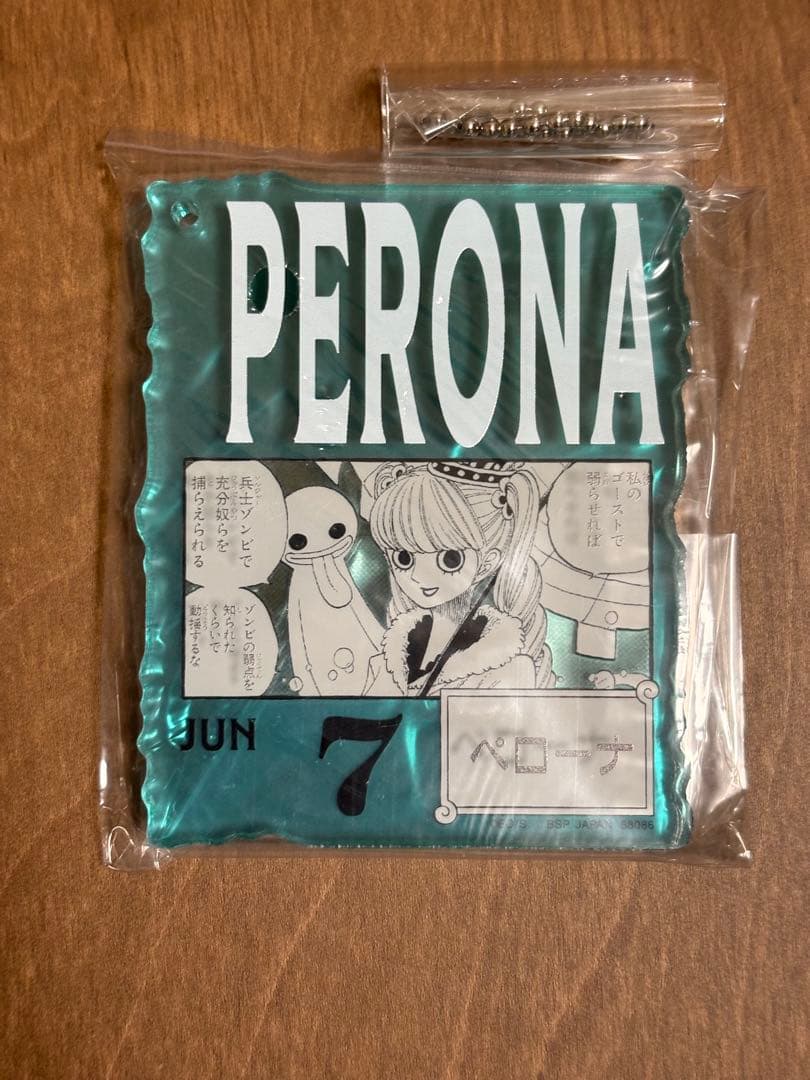 PERONA
私の
ゴーストで
弱らせれば
兵士ゾンビで
充分奴らを
捕らえられる
ゾンビの弱点を
知られた
くらいで
動揺するな
JUN 7
ペローナ
BSP JAPAN